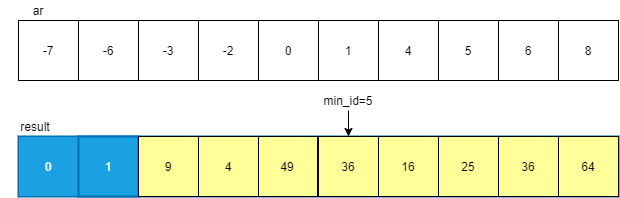 ar
-7 -6 -3 -2 0 1 4 5 6 8
min_id=5
result
0 1 9 4 49 36 16 25 36 64